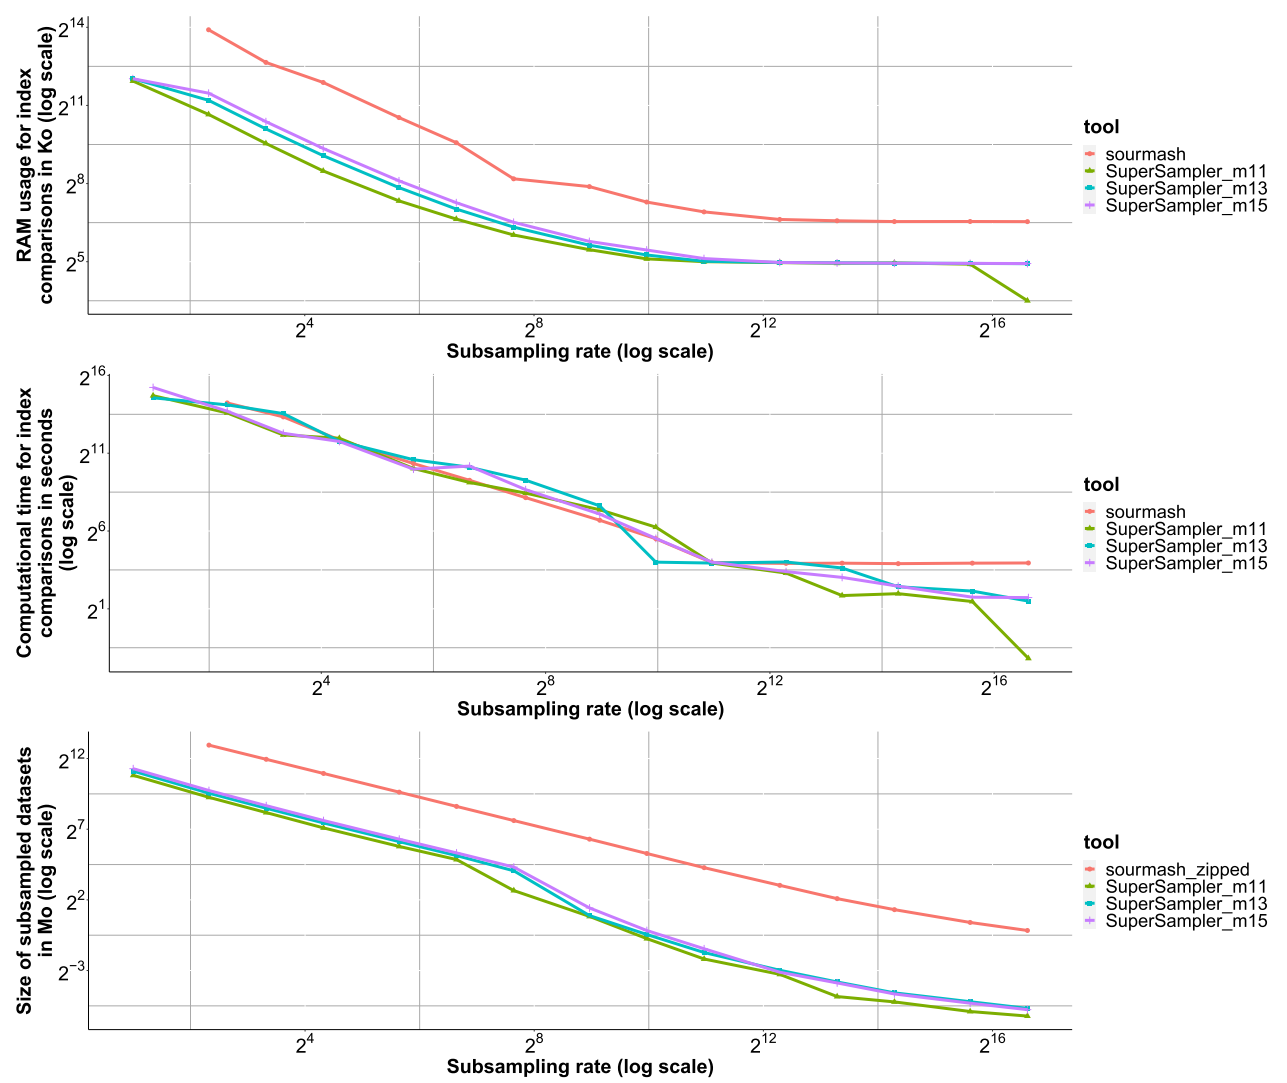 RAM usage for index
comparisons in Ko (log scale)
2^14
2^11
2^8
2^5
2^4
2^8
2^12
2^16
Subsampling rate (log scale)
tool
sourmash
SuperSampler_m11
SuperSampler_m13
SuperSampler_m15
Computational time for index
comparisons in seconds
(log scale)
2^16
2^11
2^6
2^1
2^4
2^8
2^12
2^16
Subsampling rate (log scale)
tool
sourmash
SuperSampler_m11
SuperSampler_m13
SuperSampler_m15
Size of subsampled datasets
in Mo (log scale)
2^12
2^7
2^2
2^−3
2^4
2^8
2^12
2^16
Subsampling rate (log scale)
tool
sourmash_zipped
SuperSampler_m11
SuperSampler_m13
SuperSampler_m15